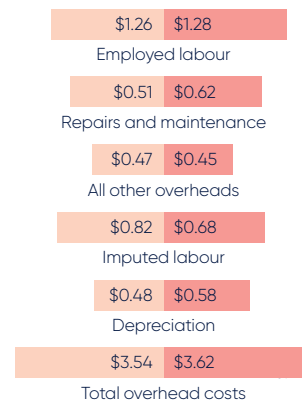 $1.26 $1.28
Employed labour
$0.51 $0.62
Repairs and maintenance
$0.47 $0.45
All other overheads
$0.82 $0.68
Imputed labour
$0.48 $0.58
Depreciation
$3.54 $3.62
Total overhead costs